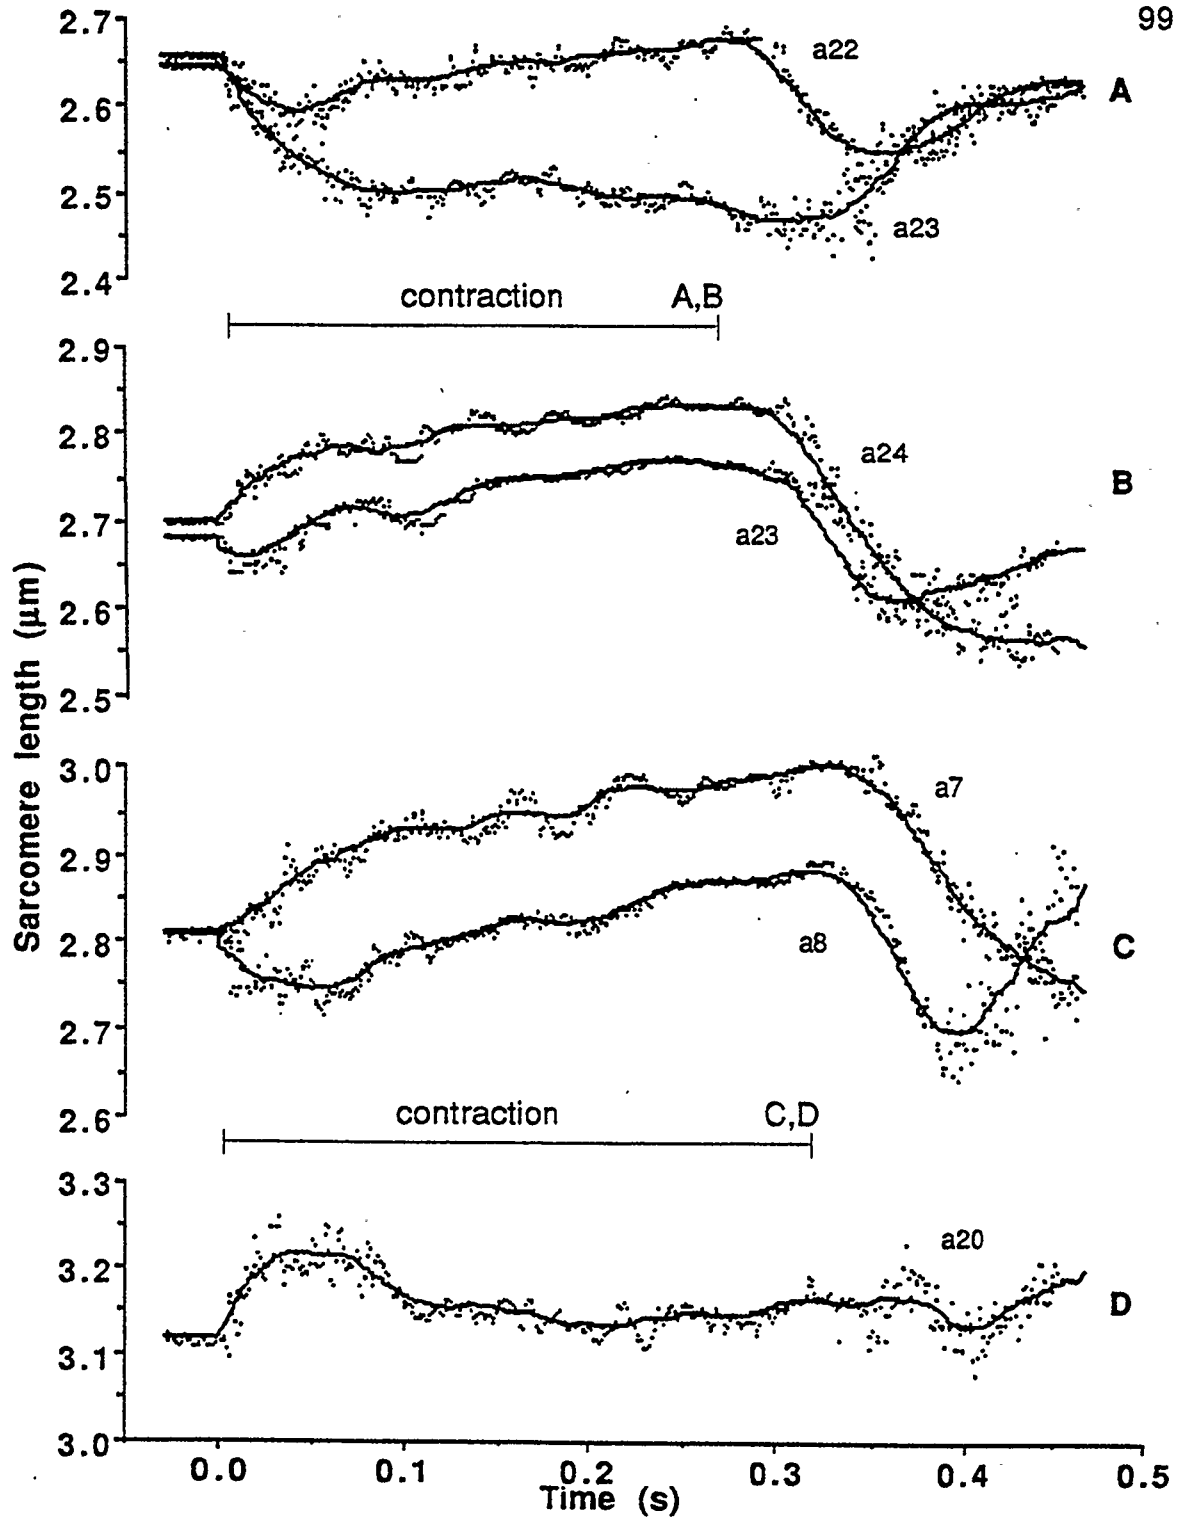 99
2.7
2.6
2.5
2.4
a22
a23
A
contraction A,B
2.9
2.8
2.7
2.6
2.5
a24
a23
B
Sarcomere length (μm)
3.0
2.9
2.8
2.7
2.6
a7
a8
C
contraction C,D
3.3
3.2
3.1
3.0
a20
D
0.0 0.1 0.2 0.3 0.4 0.5
Time (s)